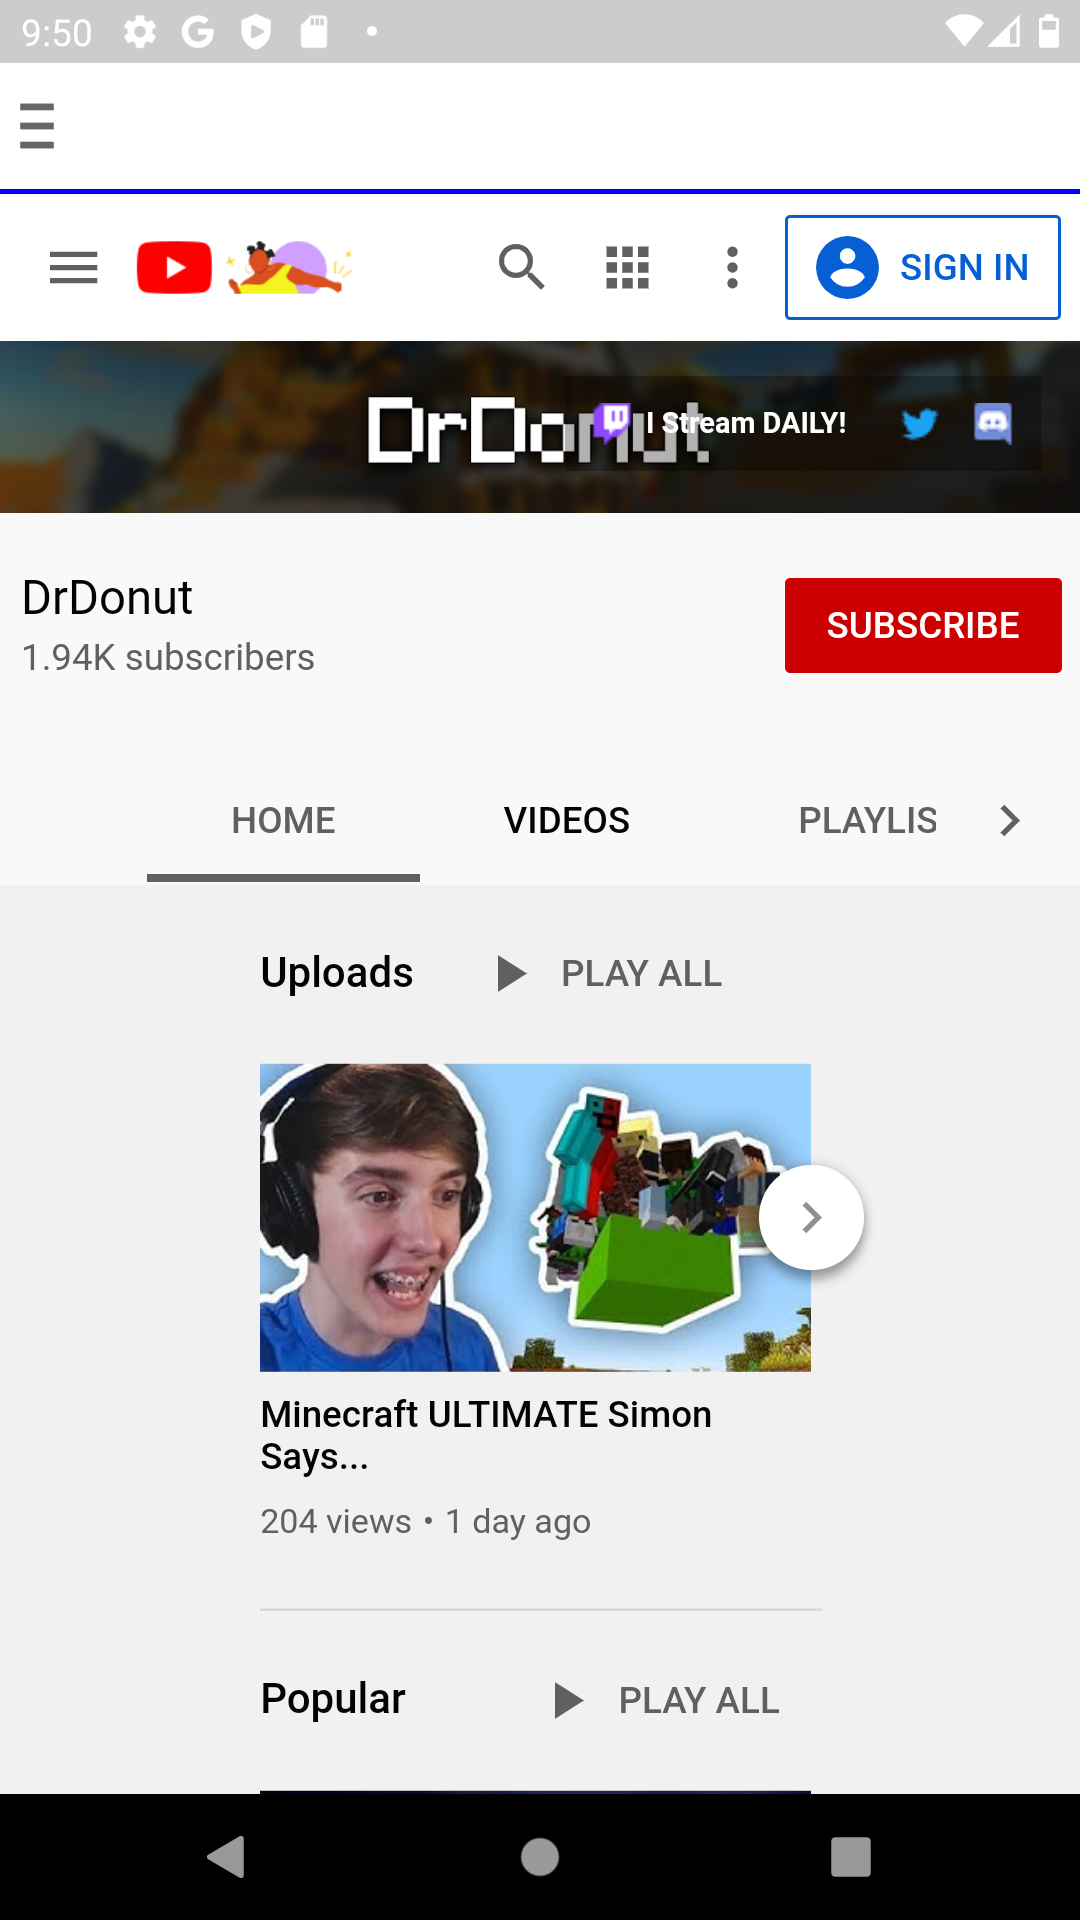 9:50
SIGN IN
DrDonut
I Stream DAILY!
DrDonut
1.94K subscribers
SUBSCRIBE
HOME
VIDEOS
PLAYLIS
Uploads
PLAY ALL
Minecraft ULTIMATE Simon
Says...
204 views • 1 day ago
Popular
PLAY ALL